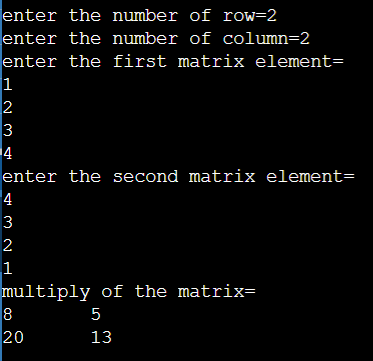 enter the number of row=2
enter the number of column=2
enter the first matrix element=
1
2
3
4
enter the second matrix element=
4
3
2
1
multiply of the matrix=
8 5
20 13